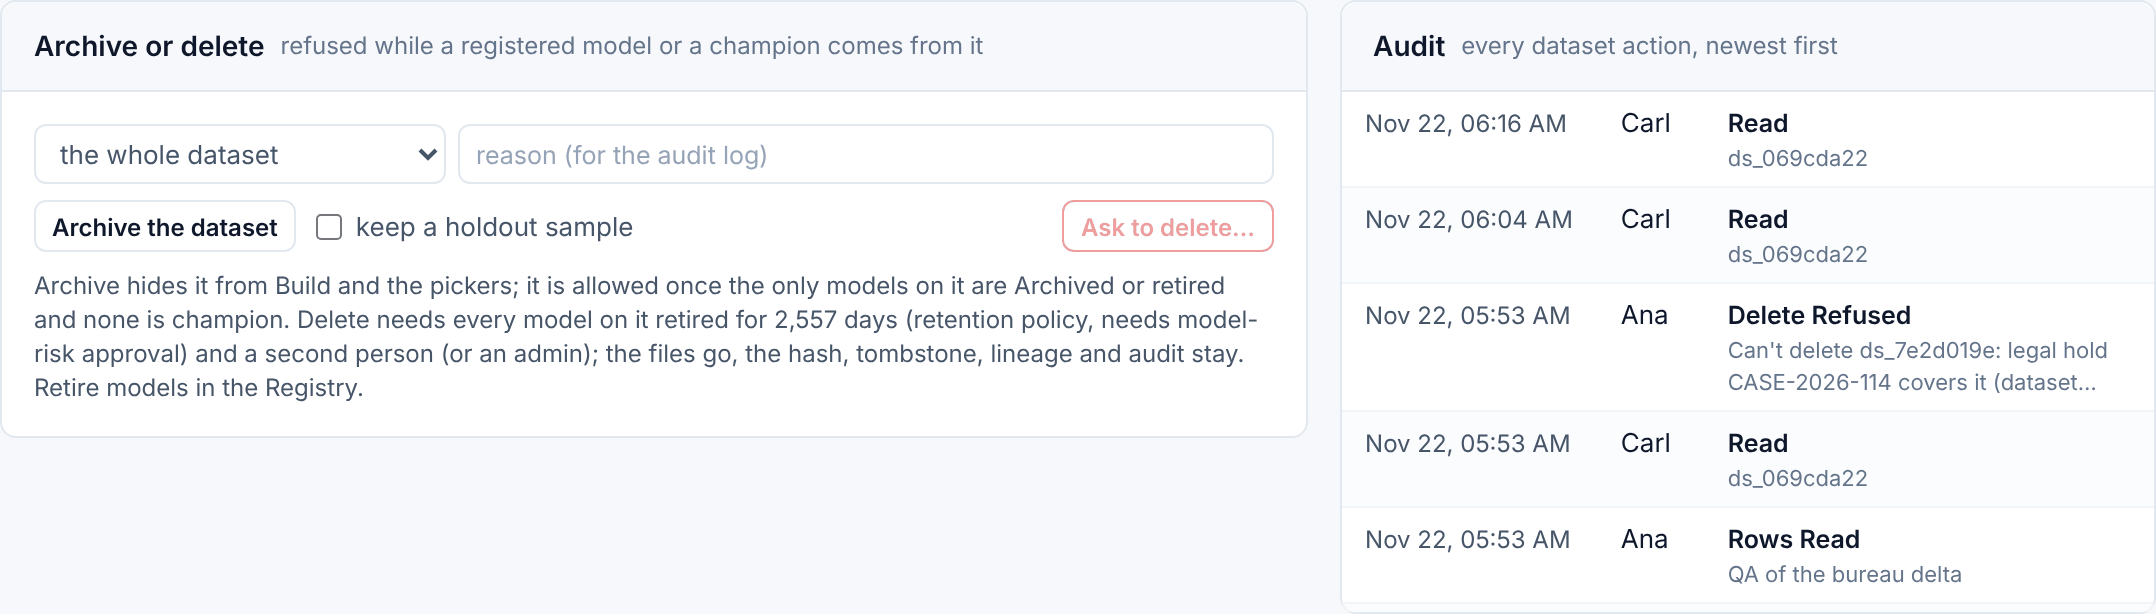 Archive or delete refused while a registered model or a champion comes from it
the whole dataset
reason (for the audit log)
Archive the dataset
keep a holdout sample
Ask to delete...
Archive hides it from Build and the pickers; it is allowed once the only models on it are Archived or retired
and none is champion. Delete needs every model on it retired for 2,557 days (retention policy, needs model-
risk approval) and a second person (or an admin); the files go, the hash, tombstone, lineage and audit stay.
Retire models in the Registry.
Audit every dataset action, newest first
Nov 22, 06:16 AM Carl Read
ds_069cda22
Nov 22, 06:04 AM Carl Read
ds_069cda22
Nov 22, 05:53 AM Ana Delete Refused
Can't delete ds_7e2d019e: legal hold
CASE-2026-114 covers it (dataset...
Nov 22, 05:53 AM Carl Read
ds_069cda22
Nov 22, 05:53 AM Ana Rows Read
QA of the bureau delta